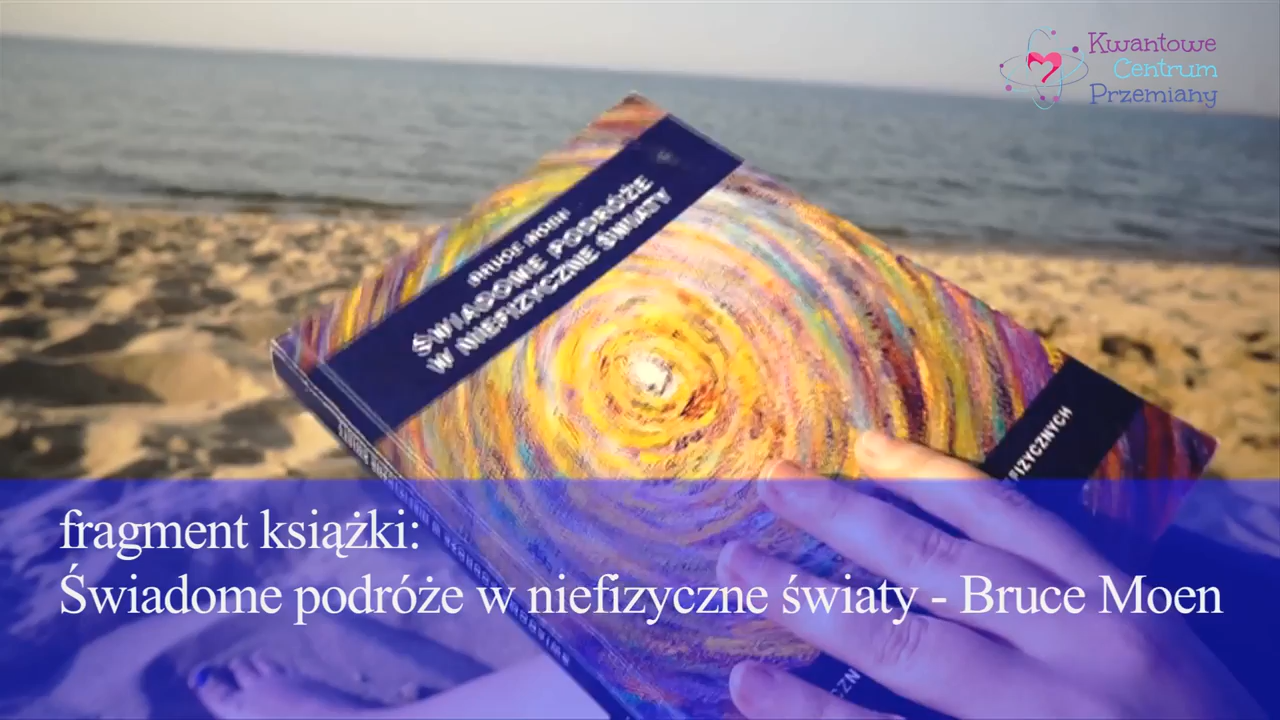 Kwantowe
Centrum
Przemiany
BRUCE MOEN
ŚWIADOME PODRÓŻE
W NIEFIZYCZNE ŚWIATY
fragment książki:
Świadome podróże w niefizyczne światy - Bruce Moen